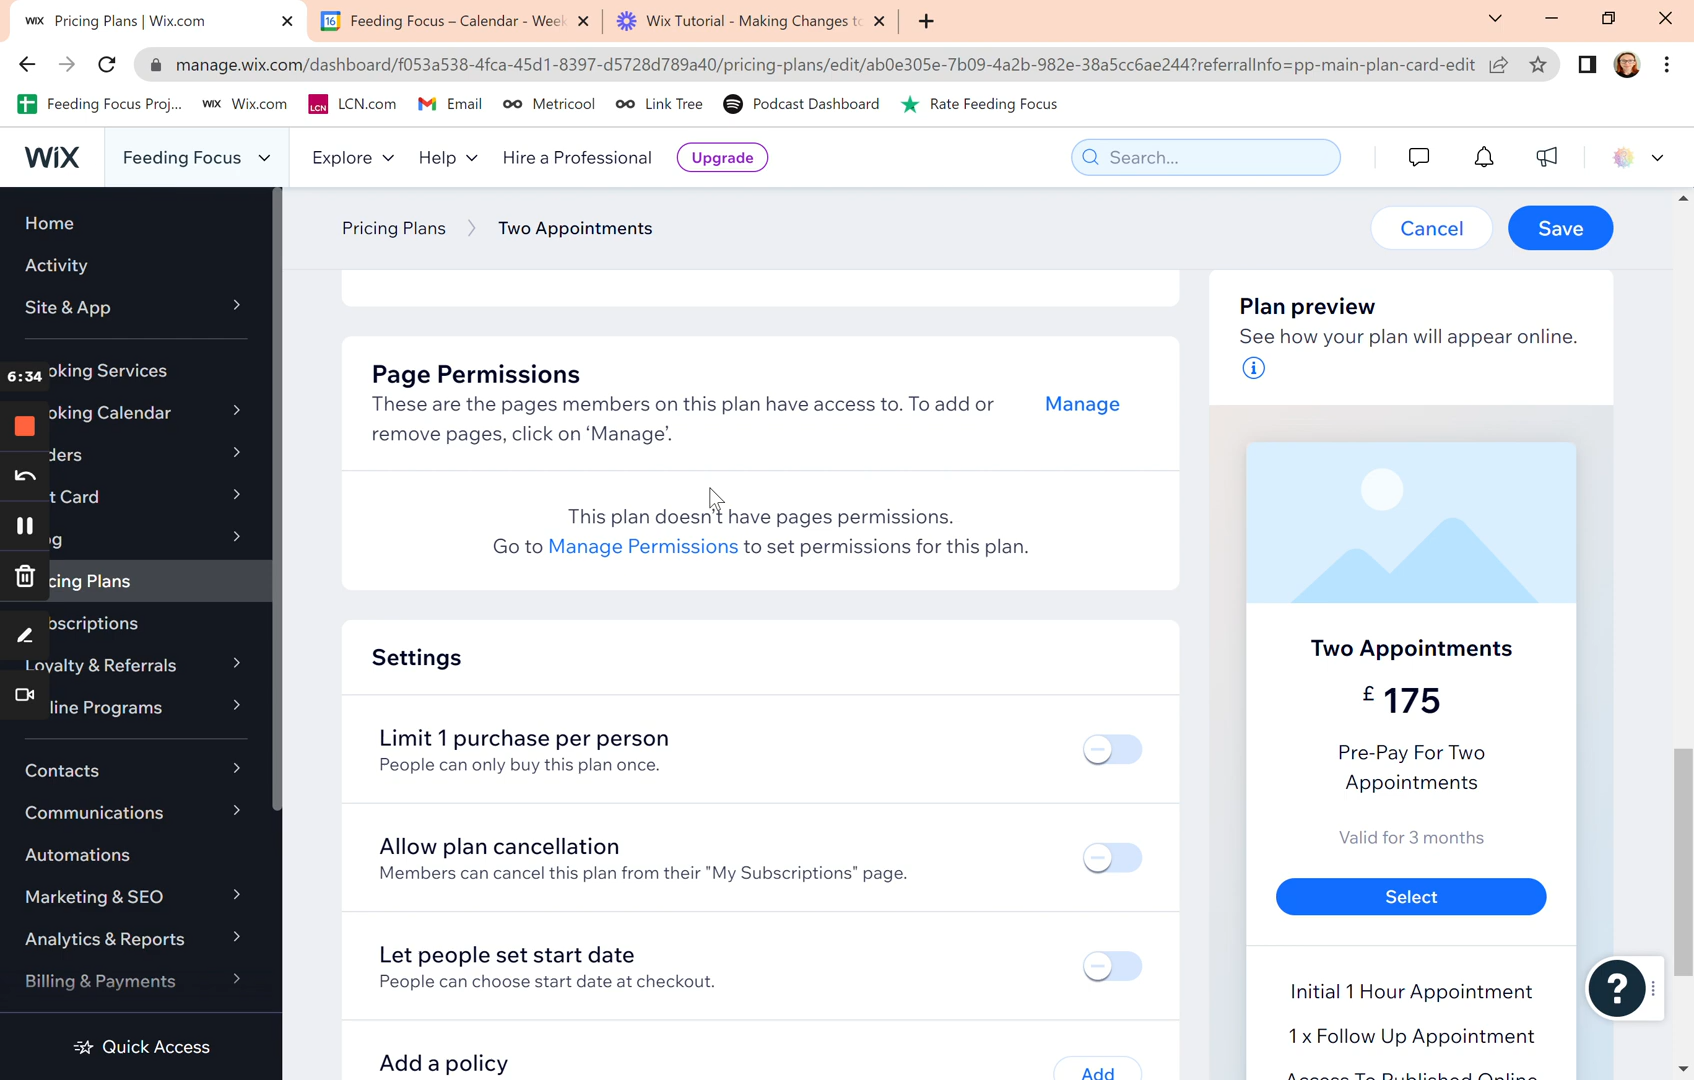 WIX Pricing Plans | Wix.com
16 Feeding Focus – Calendar - Week
Wix Tutorial - Making Changes to
manage.wix.com/dashboard/f053a538-4fca-45d1-8397-d5728d789a40/pricing-plans/edit/ab0e305e-7b09-4a2b-982e-38a5cc6ae244?referralInfo=pp-main-plan-card-edit
Feeding Focus Proj... WIX Wix.com LCN LCN.com Email Metricool Link Tree Podcast Dashboard Rate Feeding Focus
WiX Feeding Focus Explore Help Hire a Professional Upgrade Search...
Home
Activity
Site & App
6:34
oking Services
oking Calendar
ders
t Card
g
cing Plans
bscriptions
Loyalty & Referrals
line Programs
Contacts
Communications
Automations
Marketing & SEO
Analytics & Reports
Billing & Payments
Quick Access
Pricing Plans Two Appointments
Cancel Save
Page Permissions
These are the pages members on this plan have access to. To add or
remove pages, click on ‘Manage’.
Manage
This plan doesn't have pages permissions.
Go to Manage Permissions to set permissions for this plan.
Settings
Limit 1 purchase per person
People can only buy this plan once.
Allow plan cancellation
Members can cancel this plan from their "My Subscriptions" page.
Let people set start date
People can choose start date at checkout.
Add a policy
Add
Plan preview
See how your plan will appear online.
i
Two Appointments
£ 175
Pre-Pay For Two
Appointments
Valid for 3 months
Select
Initial 1 Hour Appointment
1 x Follow Up Appointment
Access To Published Online
?